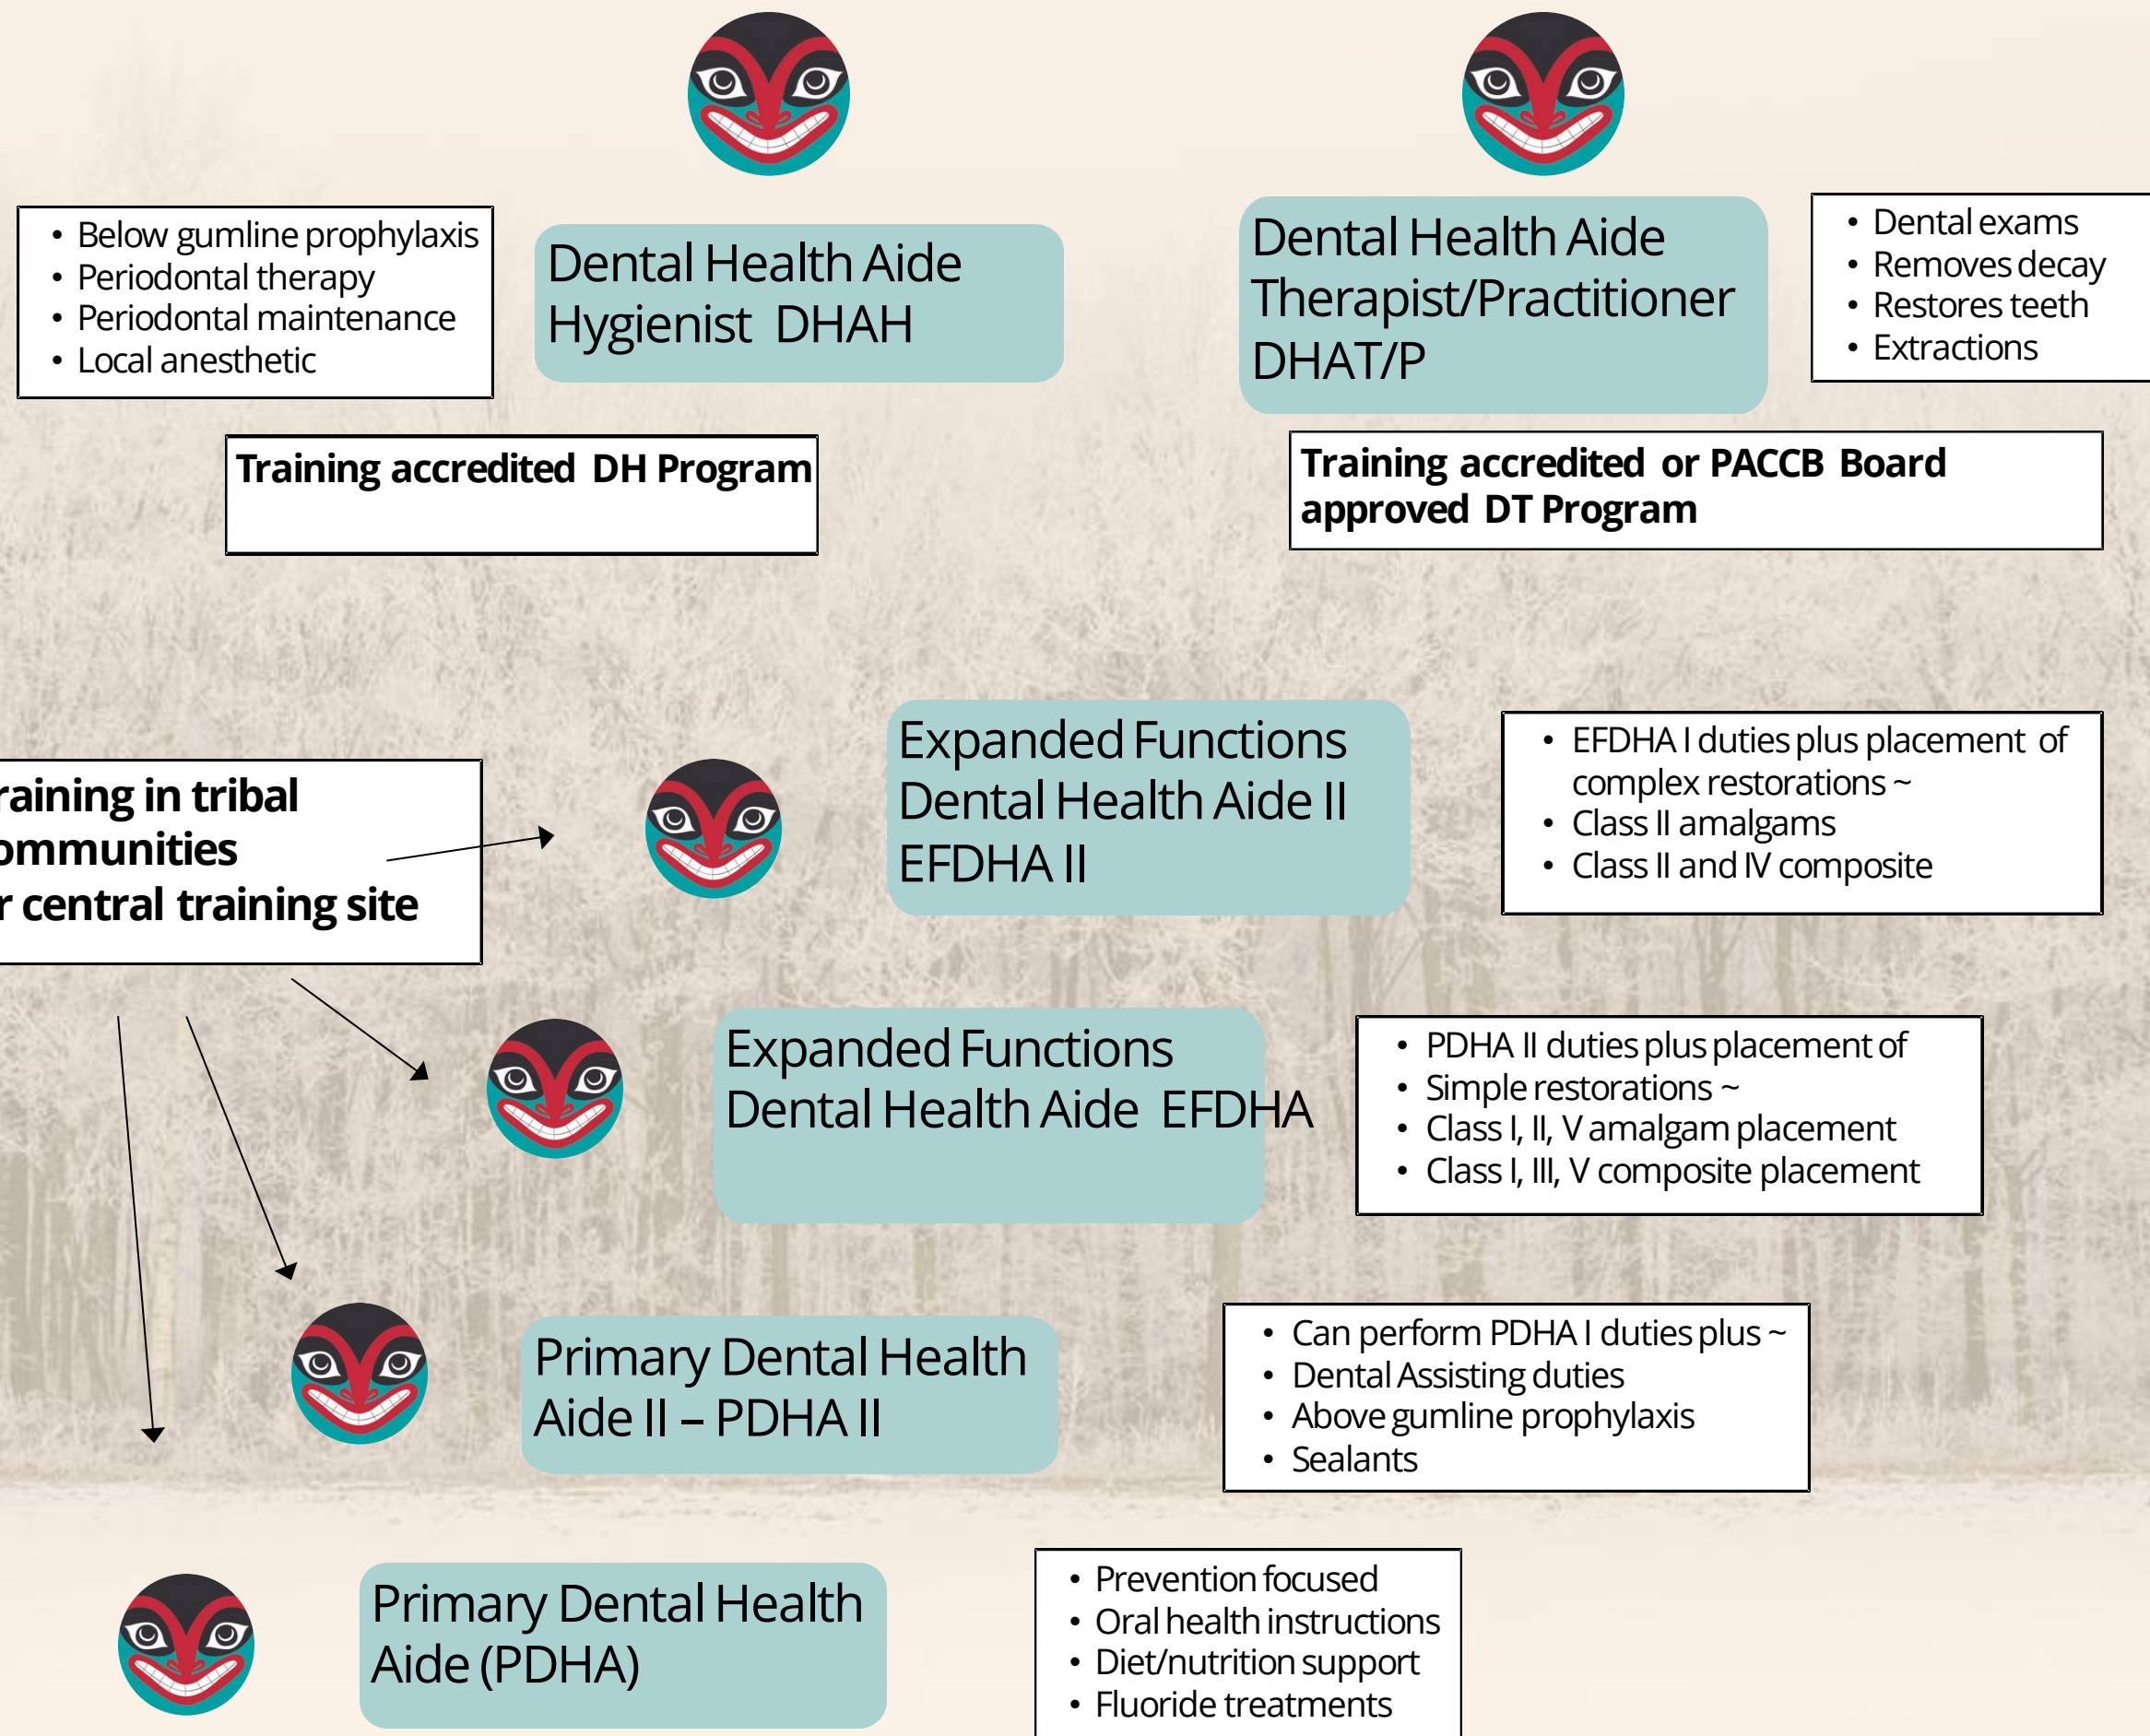 • Below gumline prophylaxis
• Periodontal therapy
• Periodontal maintenance
• Local anesthetic
Dental Health Aide
Hygienist DHAH
Dental Health Aide
Therapist/Practitioner
DHAT/P
• Dental exams
• Removes decay
• Restores teeth
• Extractions
Training accredited DH Program
Training accredited or PACCB Board
approved DT Program
raining in tribal
ommunities
r central training site
Expanded Functions
Dental Health Aide II
EFDHA II
• EFDHA I duties plus placement of
complex restorations ~
• Class II amalgams
• Class II and IV composite
Expanded Functions
Dental Health Aide EFDHA
• PDHA II duties plus placement of
• Simple restorations ~
• Class I, II, V amalgam placement
• Class I, III, V composite placement
Primary Dental Health
Aide II – PDHA II
• Can perform PDHA I duties plus ~
• Dental Assisting duties
• Above gumline prophylaxis
• Sealants
Primary Dental Health
Aide (PDHA)
• Prevention focused
• Oral health instructions
• Diet/nutrition support
• Fluoride treatments